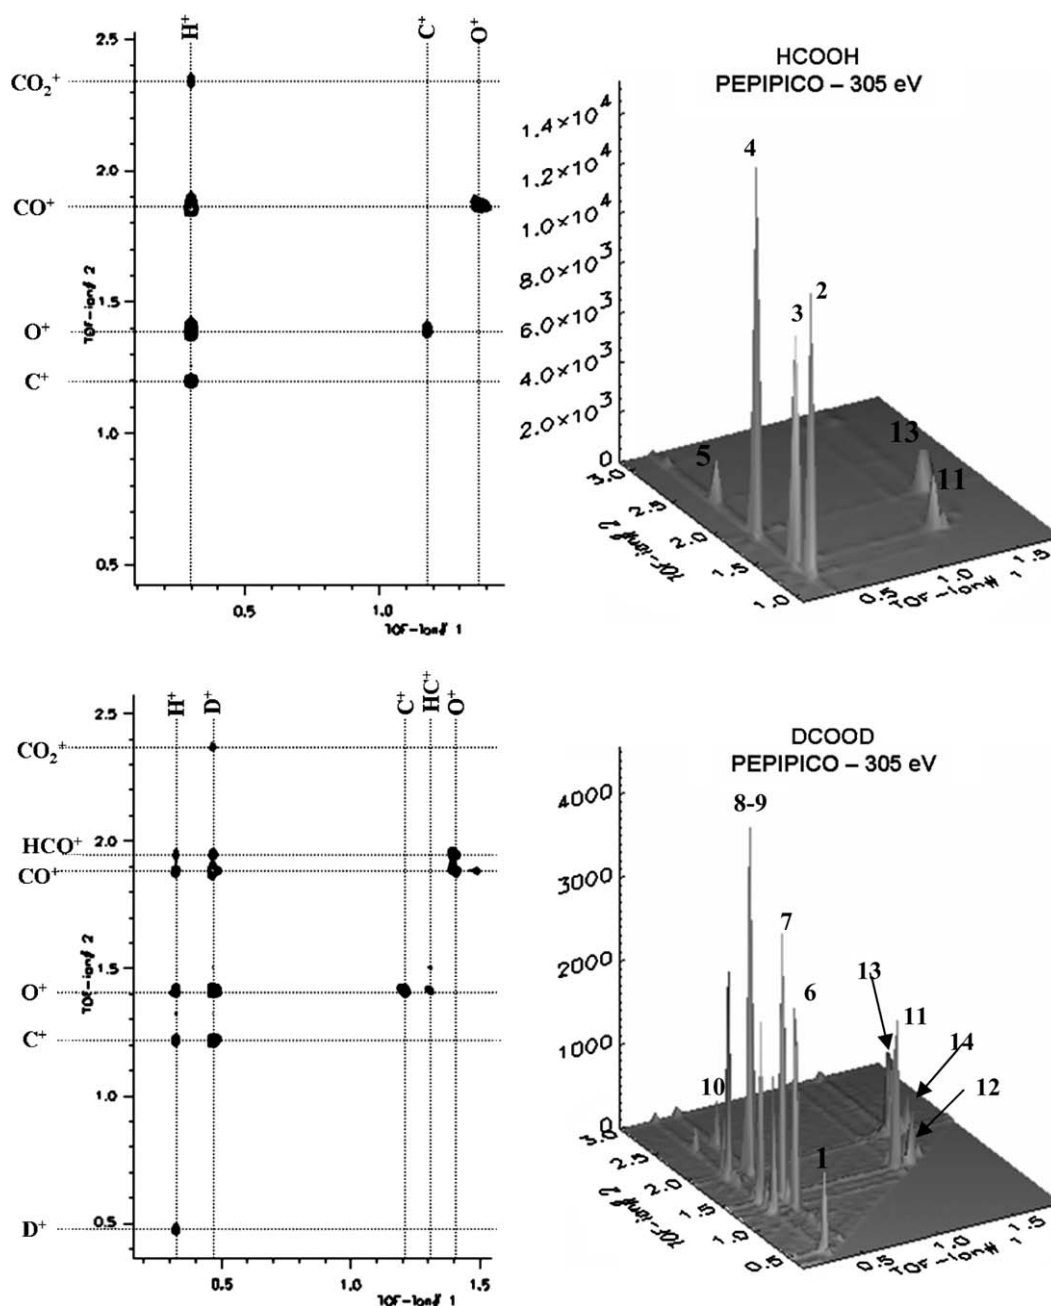 H⁺
C⁺
O⁺
2.5
CO₂⁺
2.0
CO⁺
TOF-ion# 2
1.5
O⁺
C⁺
1.0
0.5
0.5
1.0
TOF-Ion# 1
HCOOH
PEPIPICO – 305 eV
1.4×10⁴
1.2×10⁴
1.0×10⁴
8.0×10³
6.0×10³
4.0×10³
2.0×10³
0
4
2
3
5
13
11
3.0
2.5
2.0
1.5
1.0
TOF-ion# 2
0.5
1.0
1.5
TOF-Ion# 1
H⁺
D⁺
C⁺
HC⁺
O⁺
2.5
CO₂⁺
HCO⁺
2.0
CO⁺
TOF-ion# 2
1.5
O⁺
C⁺
1.0
D⁺
0.5
0.5
1.0
1.5
TOF-Ion# 1
DCOOD
PEPIPICO – 305 eV
4000
3000
2000
1000
0
8-9
7
6
13
11
14
12
10
1
3.0
2.5
2.0
1.5
1.0
0.5
TOF-ion# 2
0.5
1.0
1.5
TOF-Ion# 1